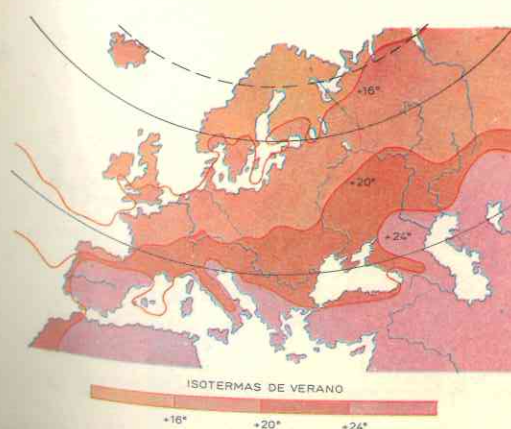 +16°
+20°
+24°
ISOTERMAS DE VERANO
+16° +20° +24°